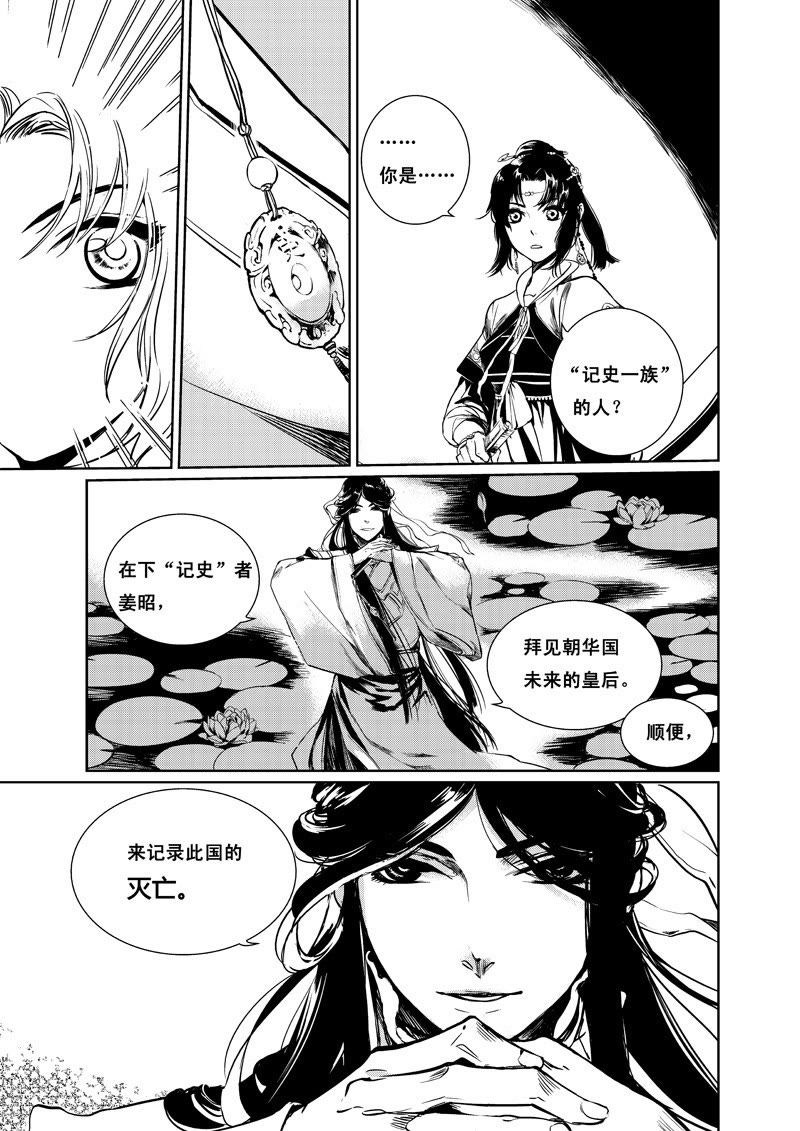 ……
你是……
“记史一族”
的人？
在下“记史”者
姜昭，
拜见朝华国
未来的皇后。
顺便，
来记录此国的
灭亡。